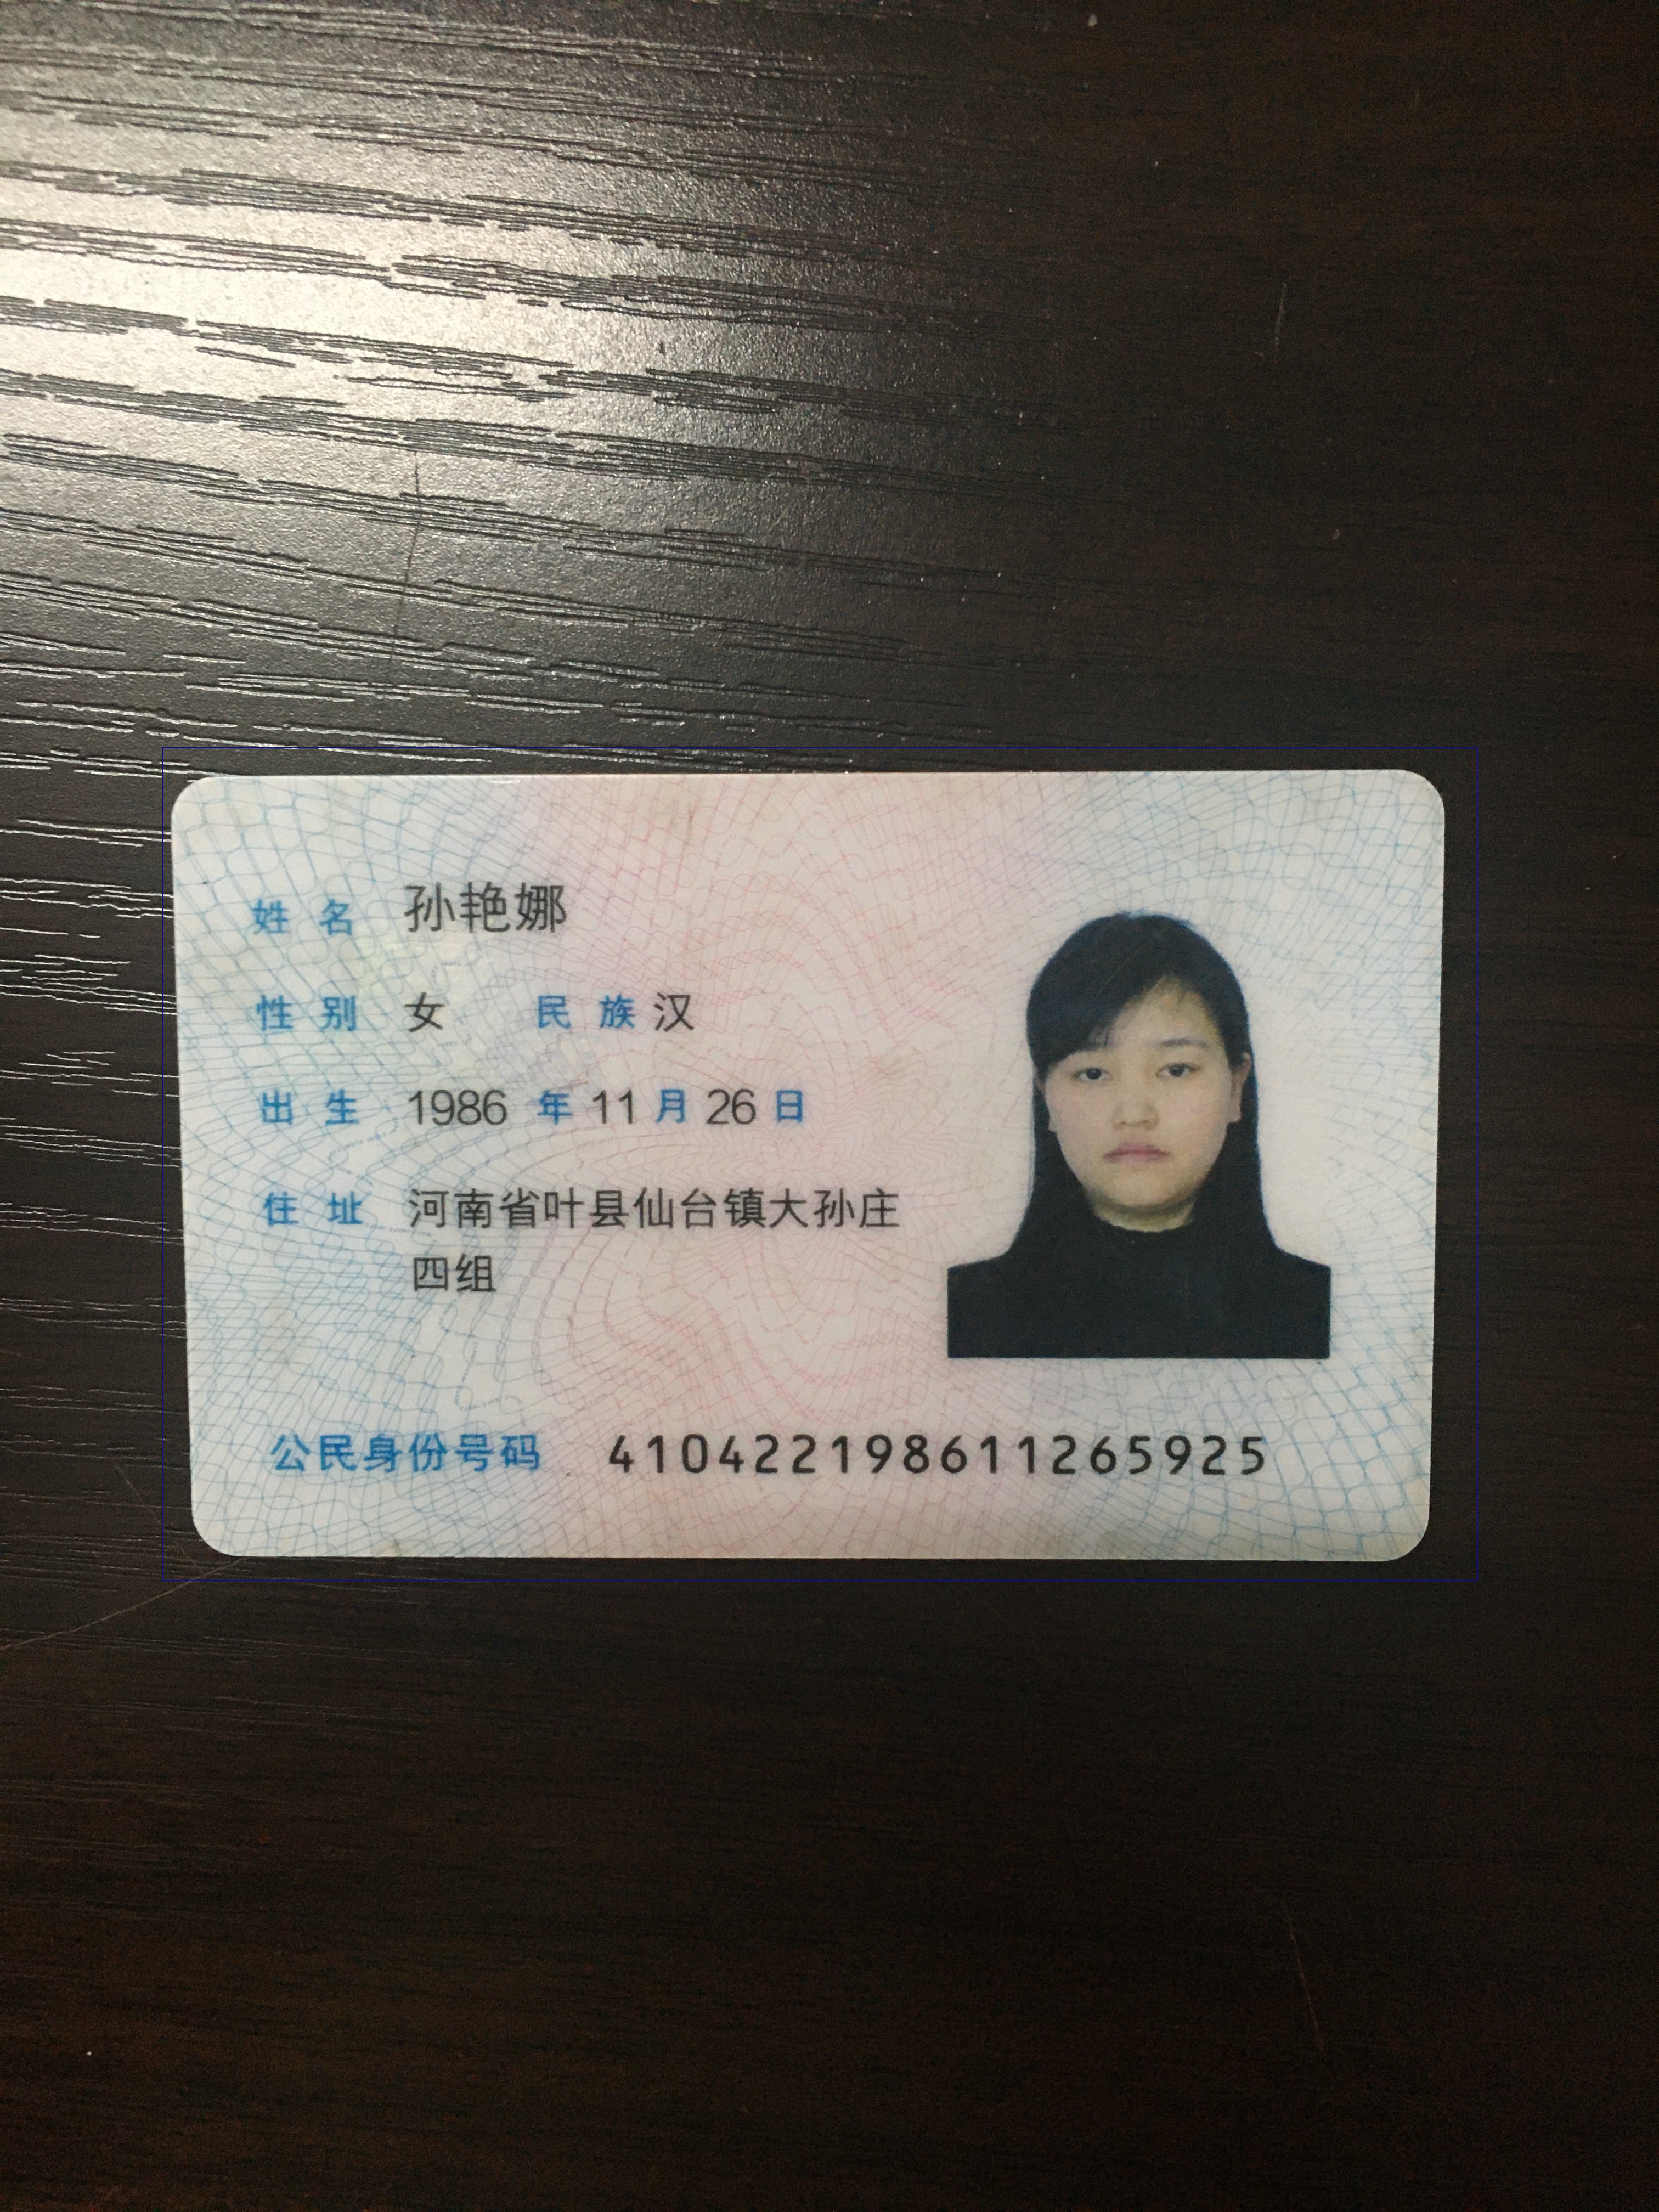 姓名 孙艳娜
性别 女 民族 汉
出生 1986 年 11 月 26 日
住址 河南省叶县仙台镇大孙庄
四组
公民身份号码 410422198611265925